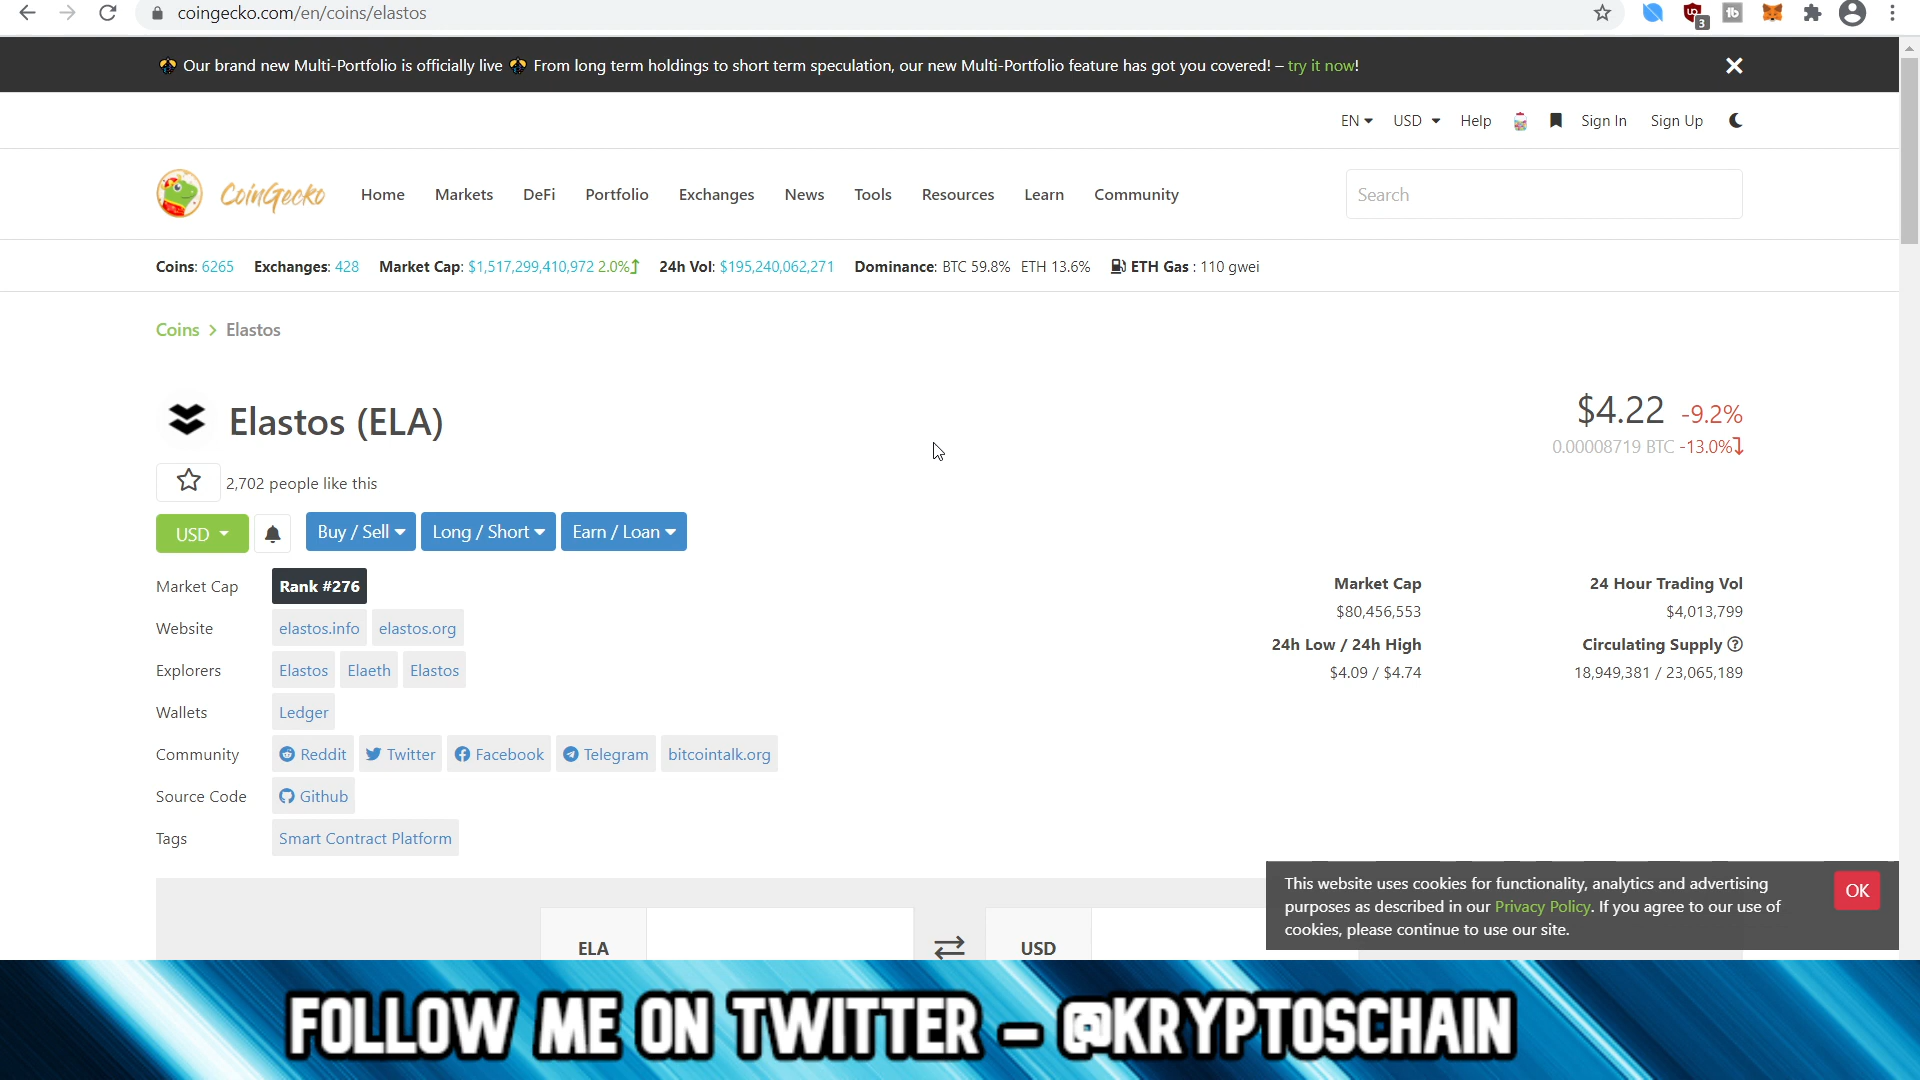 coingecko.com/en/coins/elastos
3
Our brand new Multi-Portfolio is officially live From long term holdings to short term speculation, our new Multi-Portfolio feature has got you covered! – try it now!
EN USD Help Sign In Sign Up
CoinGecko Home Markets DeFi Portfolio Exchanges News Tools Resources Learn Community Search
Coins: 6265 Exchanges: 428 Market Cap: $1,517,299,410,972 2.0% 24h Vol: $195,240,062,271 Dominance: BTC 59.8% ETH 13.6% ETH Gas : 110 gwei
Coins > Elastos
Elastos (ELA)
$4.22 -9.2%
0.00008719 BTC -13.0%
2,702 people like this
USD Buy / Sell Long / Short Earn / Loan
Market Cap Rank #276
Website elastos.info elastos.org
Explorers Elastos Elaeth Elastos
Wallets Ledger
Community Reddit Twitter Facebook Telegram bitcointalk.org
Source Code Github
Tags Smart Contract Platform
Market Cap 24 Hour Trading Vol
$80,456,553 $4,013,799
24h Low / 24h High Circulating Supply
$4.09 / $4.74 18,949,381 / 23,065,189
ELA USD
This website uses cookies for functionality, analytics and advertising
purposes as described in our Privacy Policy. If you agree to our use of
cookies, please continue to use our site.
OK
FOLLOW ME ON TWITTER – @KRYPTOSCHAIN